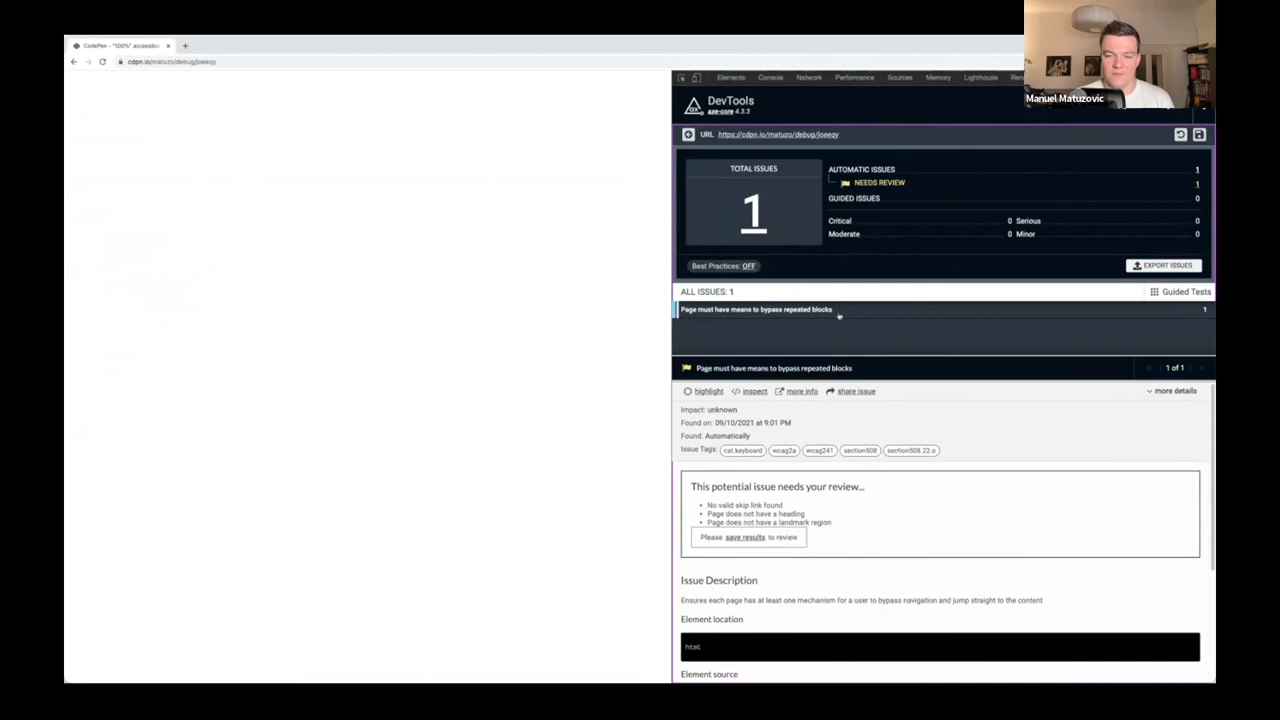 CodePen - "100%" accessib
cdpn.io/matuzo/debug/joeeqy
Elements Console Network Performance Sources Memory Lighthouse
Manuel Matuzovic
ax
DevTools
axe-core 4.3.3
URL https://cdpn.io/matuzo/debug/joeeqy
TOTAL ISSUES
1
AUTOMATIC ISSUES 1
NEEDS REVIEW 1
GUIDED ISSUES 0
Critical 0 Serious 0
Moderate 0 Minor 0
Best Practices: OFF
EXPORT ISSUES
ALL ISSUES: 1
Guided Tests
Page must have means to bypass repeated blocks 1
Page must have means to bypass repeated blocks
1 of 1
highlight </> inspect more info share issue
more details
Impact: unknown
Found on: 09/10/2021 at 9:01 PM
Found: Automatically
Issue Tags: cat.keyboard wcag2a wcag241 section508 section508.22.o
This potential issue needs your review...
• No valid skip link found
• Page does not have a heading
• Page does not have a landmark region
Please save results to review
Issue Description
Ensures each page has at least one mechanism for a user to bypass navigation and jump straight to the content
Element location
html
Element source